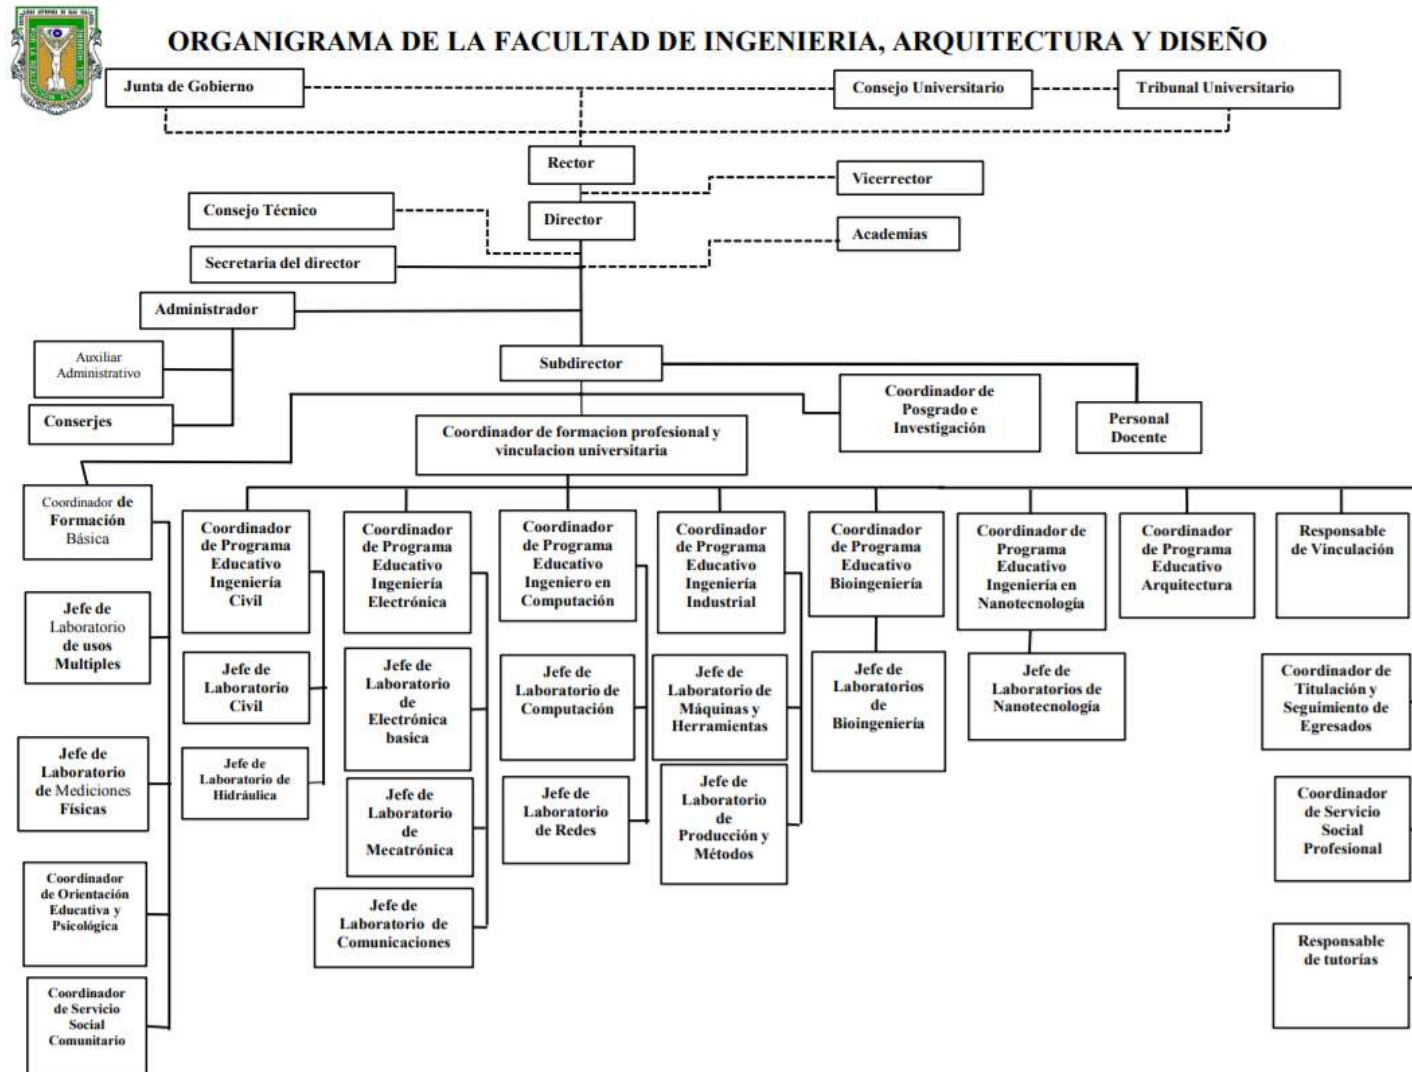 POR LA REALIZACION PLENA DEL HOMBRE
ORGANIGRAMA DE LA FACULTAD DE INGENIERIA, ARQUITECTURA Y DISEÑO
Junta de Gobierno
Consejo Universitario
Tribunal Universitario
Rector
Vicerrector
Consejo Técnico
Director
Academias
Secretaria del director
Administrador
Auxiliar
Administrativo
Subdirector
Conserjes
Coordinador de
Posgrado e
Investigación
Personal
Docente
Coordinador de formacion profesional y
vinculacion universitaria
Coordinador de
Formación
Básica
Jefe de
Laboratorio
de usos
Multiples
Jefe de
Laboratorio
de Mediciones
Físicas
Coordinador
de Orientación
Educativa y
Psicológica
Coordinador
de Servicio
Social
Comunitario
Coordinador
de Programa
Educativo
Ingeniería
Civil
Jefe de
Laboratorio
Civil
Jefe de
Laboratorio de
Hidráulica
Coordinador
de Programa
Educativo
Ingeniería
Electrónica
Jefe de
Laboratorio
de
Electrónica
basica
Jefe de
Laboratorio
de
Mecatrónica
Jefe de
Laboratorio de
Comunicaciones
Coordinador
de Programa
Educativo
Ingeniero en
Computación
Jefe de
Laboratorio de
Computación
Jefe de
Laboratorio
de Redes
Coordinador
de Programa
Educativo
Ingeniería
Industrial
Jefe de
Laboratorio de
Máquinas y
Herramientas
Jefe de
Laboratorio
de
Producción y
Métodos
Coordinador
de Programa
Educativo
Bioingeniería
Jefe de
Laboratorios
de
Bioingeniería
Coordinador de
Programa
Educativo
Ingeniería en
Nanotecnología
Jefe de
Laboratorios de
Nanotecnología
Coordinador
de Programa
Educativo
Arquitectura
Responsable
de Vinculación
Coordinador de
Titulación y
Seguimiento de
Egresados
Coordinador
de Servicio
Social
Profesional
Responsable
de tutorías